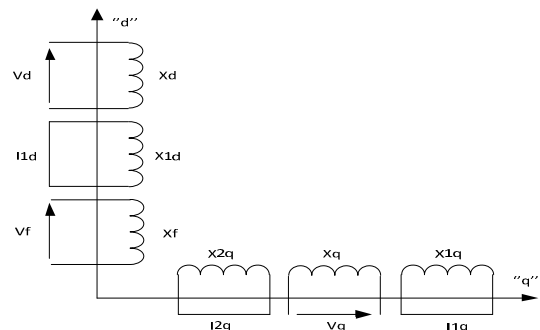 "d"
Vd Xd
I1d X1d
Vf Xf
X2q Xq X1q
"q"
I2q Vq I1q